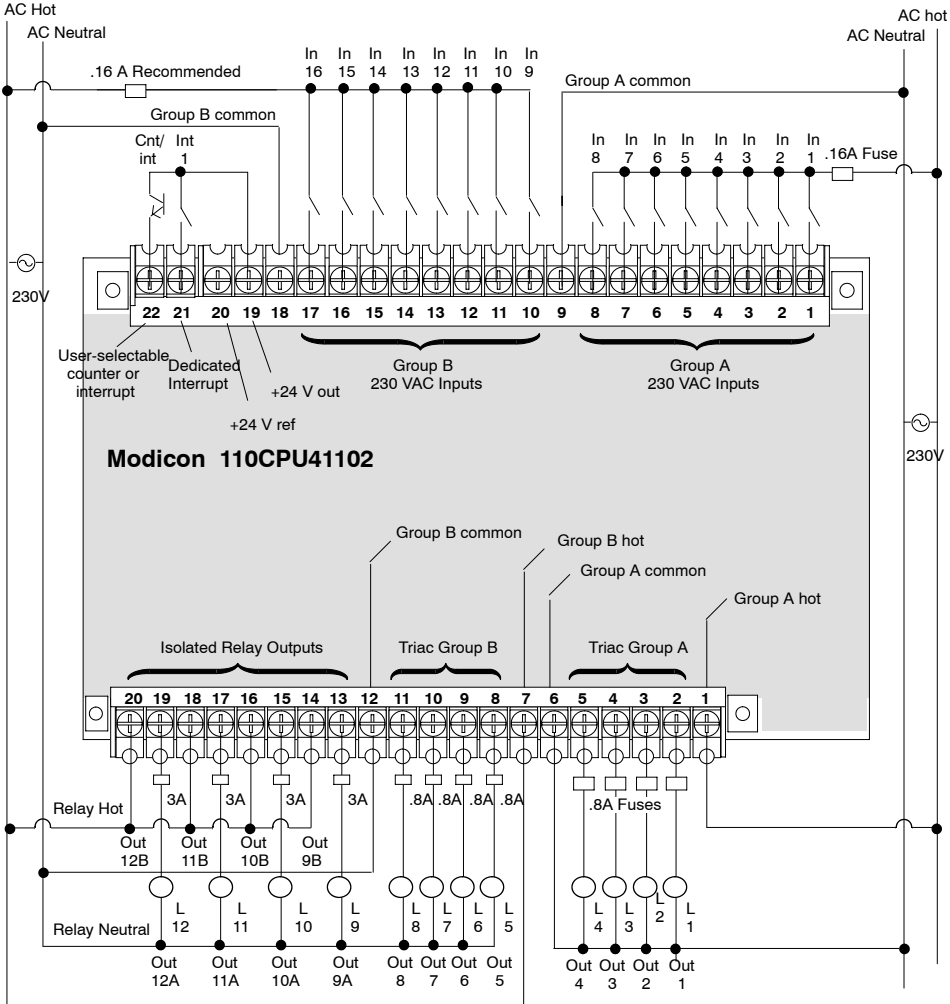 AC Hot
AC Neutral
AC hot
AC Neutral
.16 A Recommended
In In In In In In In In
16 15 14 13 12 11 10 9
Group A common
Group B common
Cnt/ Int
int 1
In In In In In In In In
8 7 6 5 4 3 2 1
.16A Fuse
230V
22 21 20 19 18 17 16 15 14 13 12 11 10 9 8 7 6 5 4 3 2 1
User-selectable
counter or
interrupt
Dedicated
Interrupt
+24 V out
+24 V ref
Group B
230 VAC Inputs
Group A
230 VAC Inputs
230V
Modicon 110CPU41102
Group B common
Group B hot
Group A common
Group A hot
Isolated Relay Outputs
Triac Group B
Triac Group A
20 19 18 17 16 15 14 13 12 11 10 9 8 7 6 5 4 3 2 1
3A 3A 3A 3A .8A .8A .8A .8A
.8A Fuses
Relay Hot
Out Out Out Out
12B 11B 10B 9B
L L L L L L L L L L L L
12 11 10 9 8 7 6 5 4 3 2 1
Relay Neutral
Out Out Out Out Out Out Out Out Out Out Out Out
12A 11A 10A 9A 8 7 6 5 4 3 2 1